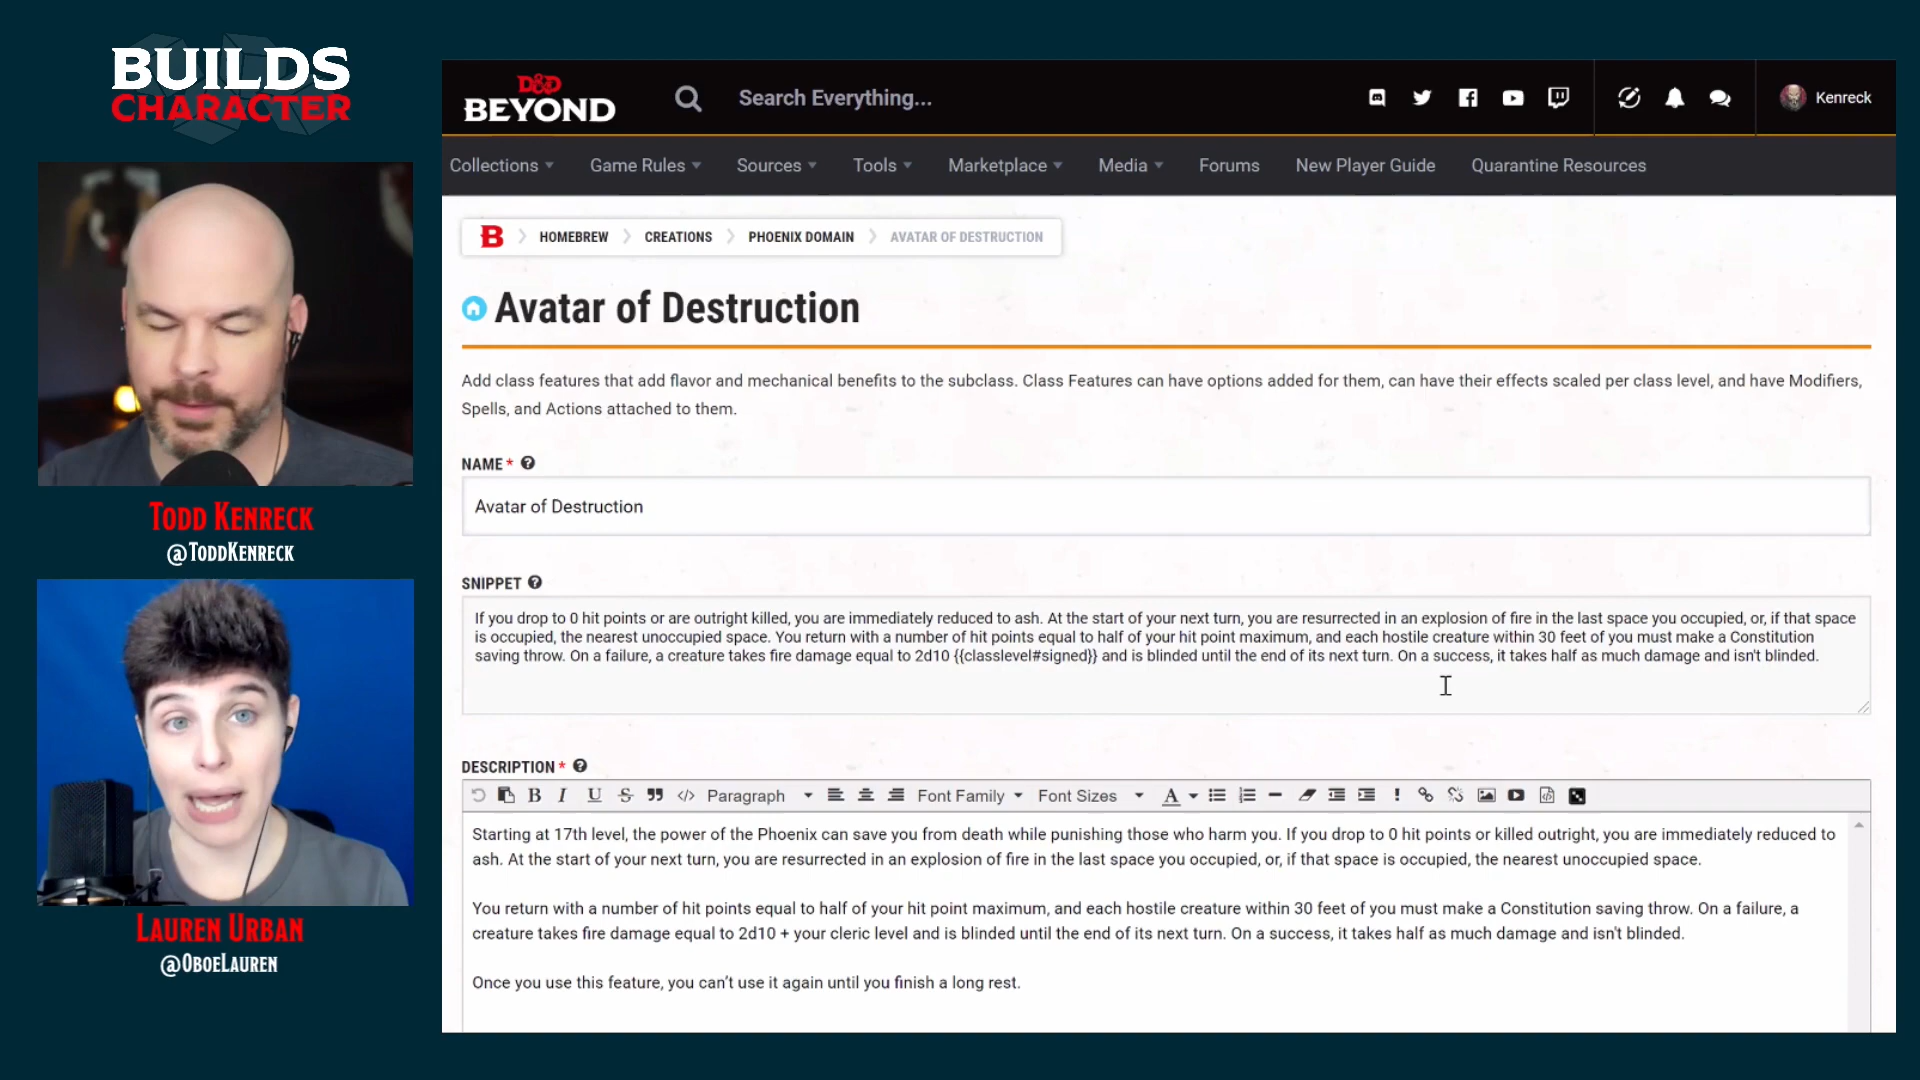 BUILDS
CHARACTER
TODD KENRECK
@TODDKENRECK
LAUREN URBAN
@OBOELAUREN
D&D
BEYOND
Search Everything...
Kenreck
Collections
Game Rules
Sources
Tools
Marketplace
Media
Forums
New Player Guide
Quarantine Resources
B
HOMEBREW
CREATIONS
PHOENIX DOMAIN
AVATAR OF DESTRUCTION
Avatar of Destruction
Add class features that add flavor and mechanical benefits to the subclass. Class Features can have options added for them, can have their effects scaled per class level, and have Modifiers,
Spells, and Actions attached to them.
NAME *
Avatar of Destruction
SNIPPET
If you drop to 0 hit points or are outright killed, you are immediately reduced to ash. At the start of your next turn, you are resurrected in an explosion of fire in the last space you occupied, or, if that space
is occupied, the nearest unoccupied space. You return with a number of hit points equal to half of your hit point maximum, and each hostile creature within 30 feet of you must make a Constitution
saving throw. On a failure, a creature takes fire damage equal to 2d10 {{classlevel#signed}} and is blinded until the end of its next turn. On a success, it takes half as much damage and isn't blinded.
DESCRIPTION *
B I U S Paragraph Font Family Font Sizes A
Starting at 17th level, the power of the Phoenix can save you from death while punishing those who harm you. If you drop to 0 hit points or killed outright, you are immediately reduced to
ash. At the start of your next turn, you are resurrected in an explosion of fire in the last space you occupied, or, if that space is occupied, the nearest unoccupied space.
You return with a number of hit points equal to half of your hit point maximum, and each hostile creature within 30 feet of you must make a Constitution saving throw. On a failure, a
creature takes fire damage equal to 2d10 + your cleric level and is blinded until the end of its next turn. On a success, it takes half as much damage and isn't blinded.
Once you use this feature, you can't use it again until you finish a long rest.